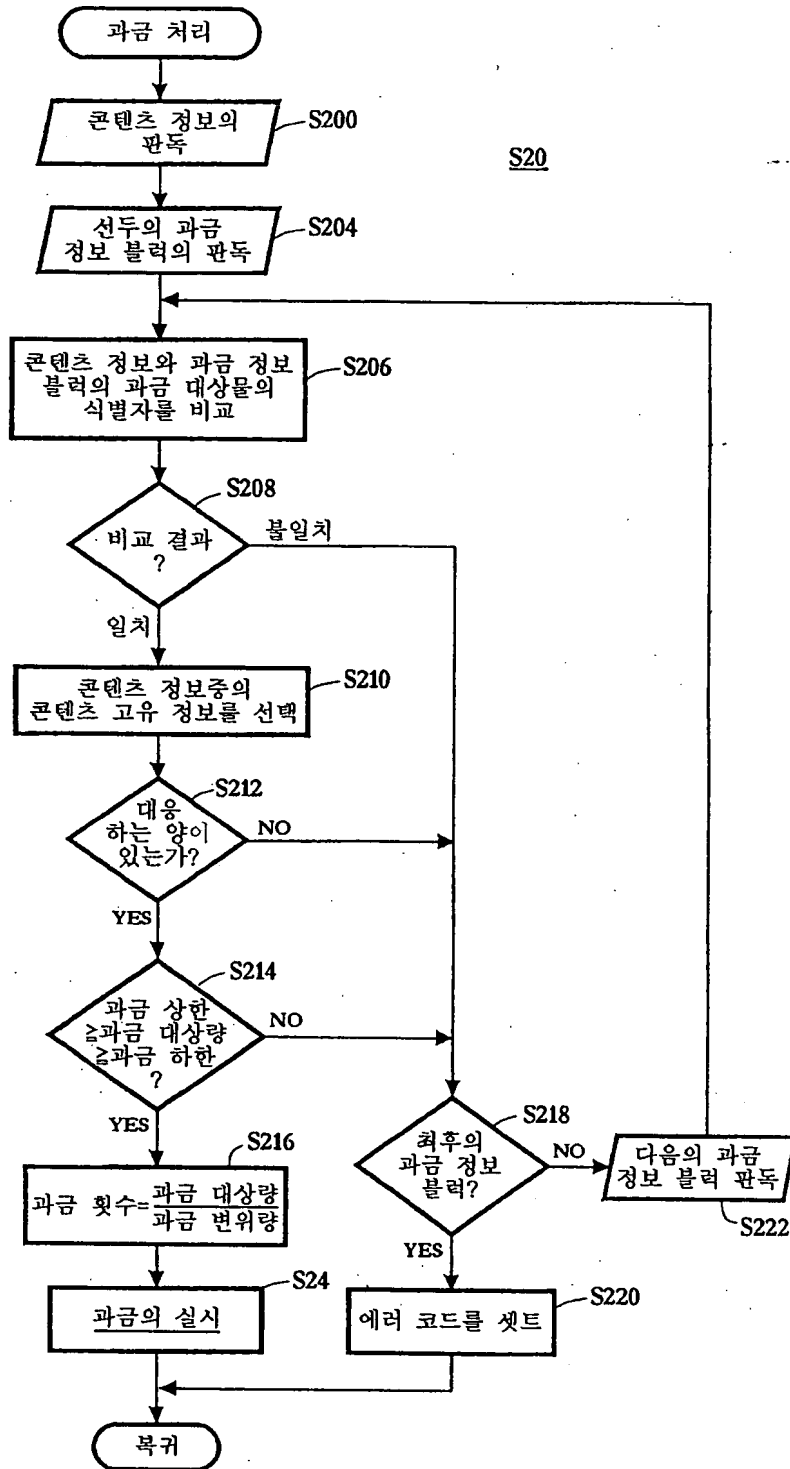 과금 처리
콘텐츠 정보의
판독
S200
S20
선두의 과금
정보 블럭의 판독
S204
콘텐츠 정보와 과금 정보
블럭의 과금 대상물의
식별자를 비교
S206
S208
비교 결과
?
불일치
일치
콘텐츠 정보중의
콘텐츠 고유 정보를 선택
S210
S212
대응
하는 양이
있는가?
NO
YES
S214
과금 상한
≧과금 대상량
≧과금 하한
?
NO
YES
S216
과금 횟수=과금 대상량
과금 변위량
S218
최후의
과금 정보
블럭?
NO
다음의 과금
정보 블럭 판독
S222
YES
S24
과금의 실시
S220
에러 코드를 셋트
복귀